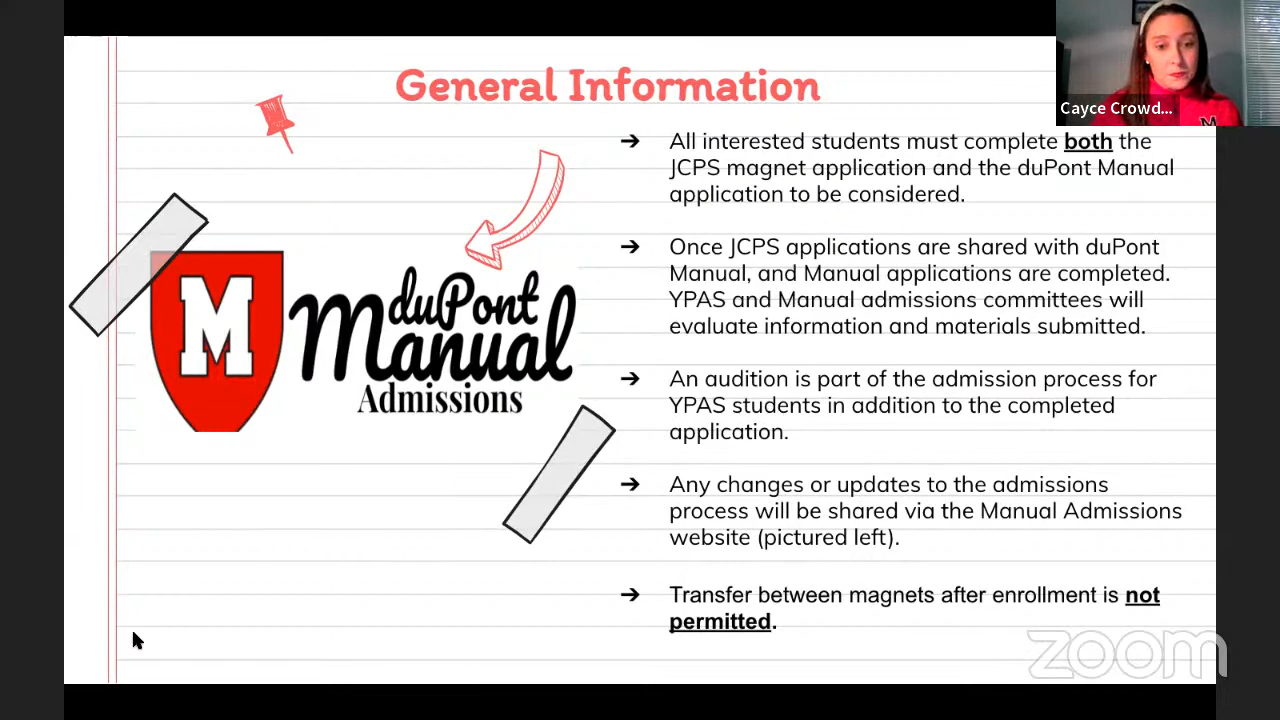 General Information
Cayce Crowd...
➔ All interested students must complete both the
JCPS magnet application and the duPont Manual
application to be considered.
➔ Once JCPS applications are shared with duPont
Manual, and Manual applications are completed.
YPAS and Manual admissions committees will
evaluate information and materials submitted.
➔ An audition is part of the admission process for
YPAS students in addition to the completed
application.
➔ Any changes or updates to the admissions
process will be shared via the Manual Admissions
website (pictured left).
➔ Transfer between magnets after enrollment is not
permitted.
M
duPont
Manual
Admissions
zoom